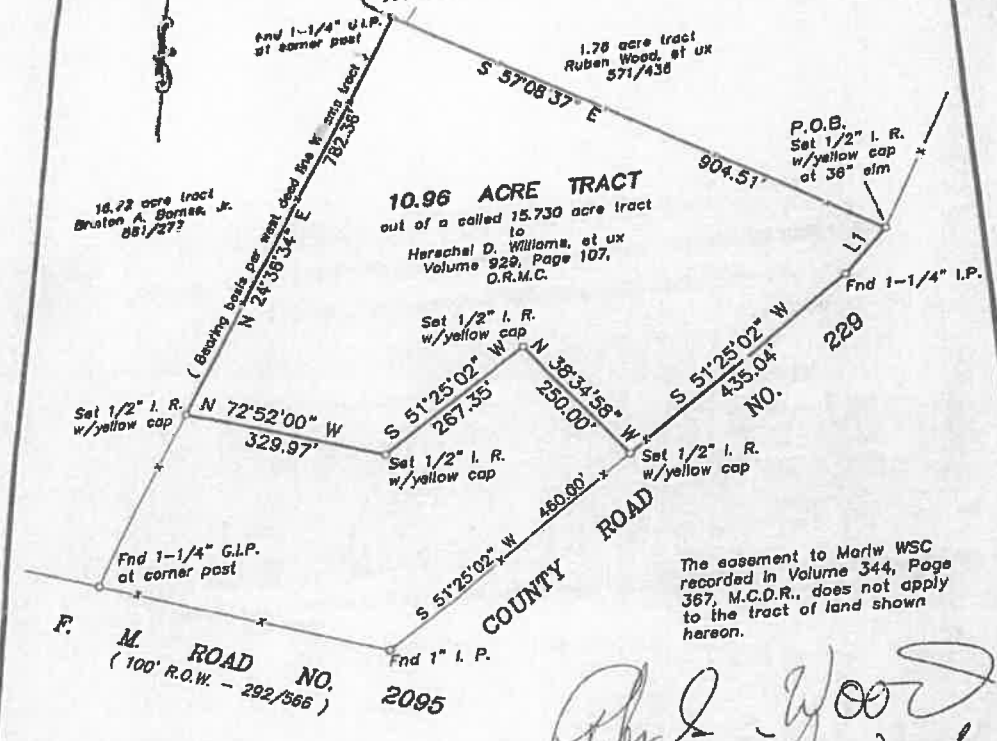 Fnd 1-1/4" G.I.P.
at corner post
1.76 acre tract
Ruben Wood, et ux
571/436
S 57°08'37" E
904.51'
P.O.B.
Set 1/2" I. R.
w/yellow cap
at 36" elm
( Bearing basis per west deed line W sme tract )
782.36'
N 24°36'34" E
acre tract
A. Jr.
10.96 ACRE TRACT
out of a called 15.730 acre tract
to
Herschel D. Williams, et ux
Volume 929, Page 107,
O.R.M.C.
L1
Fnd 1-1/4" I.P.
S 51°25'02" W
435.04'
Set 1/2" I. R.
w/yellow cap
N 38°34'58" W
250.00'
S 51°25'02" W
267.35'
Set 1/2" I. R.
w/yellow cap
N 72°52'00" W
329.97'
Set 1/2" I. R.
w/yellow cap
Set 1/2" I. R.
w/yellow cap
460.00'
S 51°25'02" W
COUNTY ROAD NO. 229
Fnd 1-1/4" G.I.P.
at corner post
Fnd 1" I. P.
F. M. ROAD NO. 2095
( 100' R.O.W. - 292/566 )
The easement to Marlw WSC
recorded in Volume 344, Page
367, M.C.D.R., does not apply
to the tract of land shown
hereon.
Wood